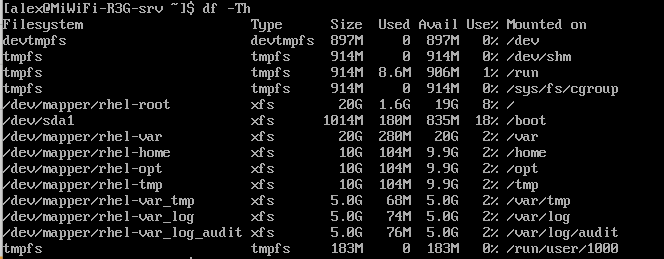 [alex@MiWiFi-R3G-srv ~]$ df -Th
Filesystem Type Size Used Avail Use% Mounted on
devtmpfs devtmpfs 897M 0 897M 0% /dev
tmpfs tmpfs 914M 0 914M 0% /dev/shm
tmpfs tmpfs 914M 8.6M 906M 1% /run
tmpfs tmpfs 914M 0 914M 0% /sys/fs/cgroup
/dev/mapper/rhel-root xfs 20G 1.6G 19G 8% /
/dev/sda1 xfs 1014M 180M 835M 18% /boot
/dev/mapper/rhel-var xfs 20G 280M 20G 2% /var
/dev/mapper/rhel-home xfs 10G 104M 9.9G 2% /home
/dev/mapper/rhel-opt xfs 10G 104M 9.9G 2% /opt
/dev/mapper/rhel-tmp xfs 10G 104M 9.9G 2% /tmp
/dev/mapper/rhel-var_tmp xfs 5.0G 68M 5.0G 2% /var/tmp
/dev/mapper/rhel-var_log xfs 5.0G 74M 5.0G 2% /var/log
/dev/mapper/rhel-var_log_audit xfs 5.0G 76M 5.0G 2% /var/log/audit
tmpfs tmpfs 183M 0 183M 0% /run/user/1000